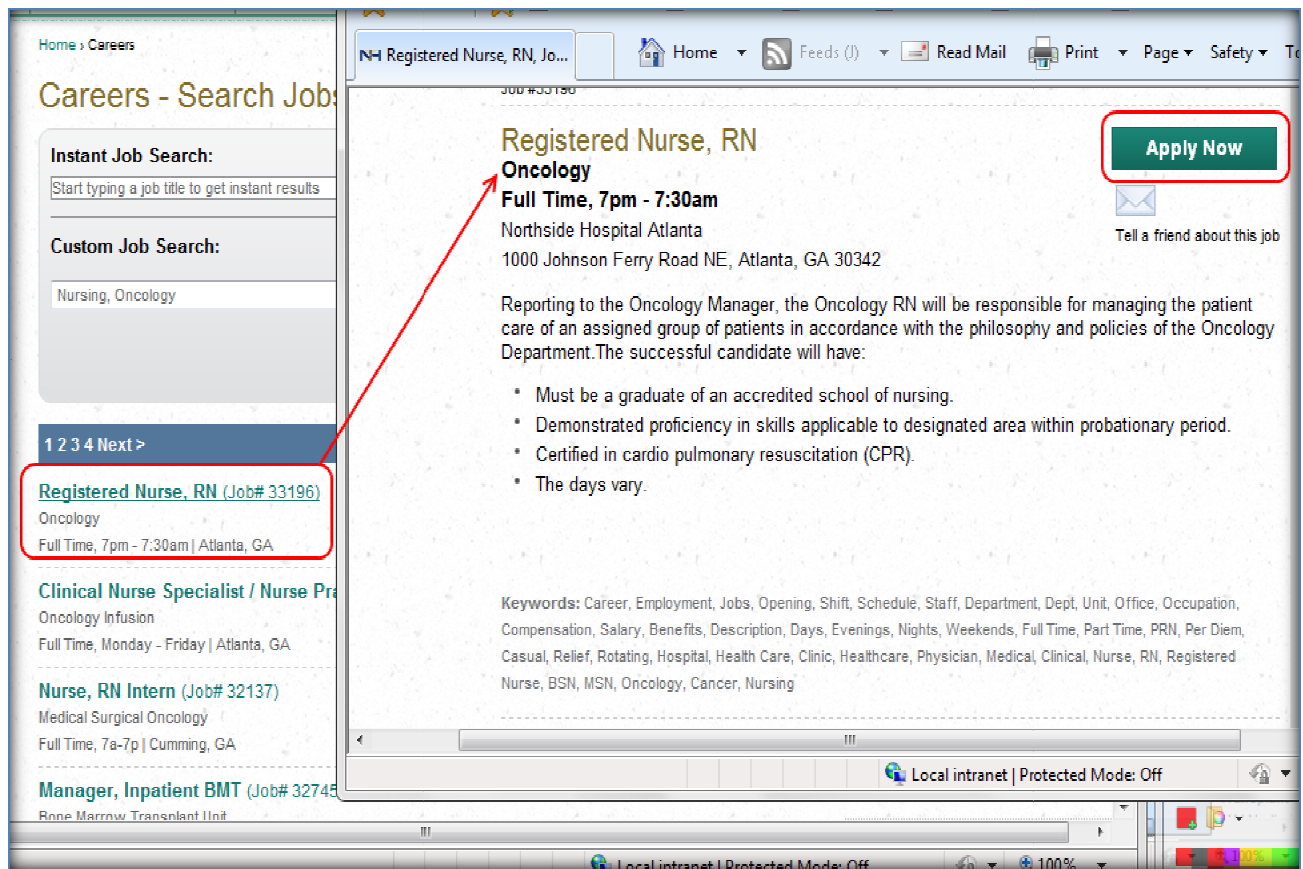 Home › Careers
Careers - Search Jobs
Instant Job Search:
Start typing a job title to get instant results
Custom Job Search:
Nursing, Oncology
1 2 3 4 Next >
Registered Nurse, RN (Job# 33196)
Oncology
Full Time, 7pm - 7:30am | Atlanta, GA
Clinical Nurse Specialist / Nurse Pra
Oncology Infusion
Full Time, Monday - Friday | Atlanta, GA
Nurse, RN Intern (Job# 32137)
Medical Surgical Oncology
Full Time, 7a-7p | Cumming, GA
Manager, Inpatient BMT (Job# 32745
Bone Marrow Transplant Unit
NH Registered Nurse, RN, Jo...
Home Feeds (J) Read Mail Print Page Safety To
Job #33196
Registered Nurse, RN
Oncology
Full Time, 7pm - 7:30am
Northside Hospital Atlanta
1000 Johnson Ferry Road NE, Atlanta, GA 30342
Apply Now
Tell a friend about this job
Reporting to the Oncology Manager, the Oncology RN will be responsible for managing the patient
care of an assigned group of patients in accordance with the philosophy and policies of the Oncology
Department.The successful candidate will have:
• Must be a graduate of an accredited school of nursing.
• Demonstrated proficiency in skills applicable to designated area within probationary period.
• Certified in cardio pulmonary resuscitation (CPR).
• The days vary.
Keywords: Career, Employment, Jobs, Opening, Shift, Schedule, Staff, Department, Dept, Unit, Office, Occupation,
Compensation, Salary, Benefits, Description, Days, Evenings, Nights, Weekends, Full Time, Part Time, PRN, Per Diem,
Casual, Relief, Rotating, Hospital, Health Care, Clinic, Healthcare, Physician, Medical, Clinical, Nurse, RN, Registered
Nurse, BSN, MSN, Oncology, Cancer, Nursing
Local intranet | Protected Mode: Off
Local intranet | Protected Mode: Off
100%
100%